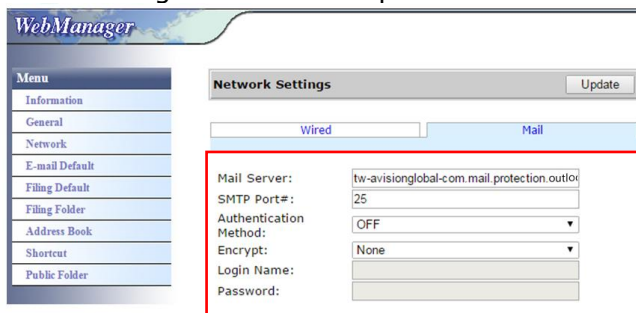 WebManager
Menu
Information
General
Network
E-mail Default
Filing Default
Filing Folder
Address Book
Shortcut
Public Folder
Network Settings
Update
Wired
Mail
Mail Server: tw-avisionglobal-com.mail.protection.outloo
SMTP Port#: 25
Authentication
Method: OFF
Encrypt: None
Login Name:
Password: